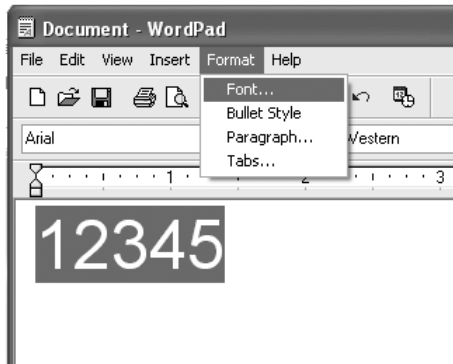 Document - WordPad
File Edit View Insert Format Help
Font...
Bullet Style
Paragraph...
Tabs...
Arial
Western
1 2 3
12345